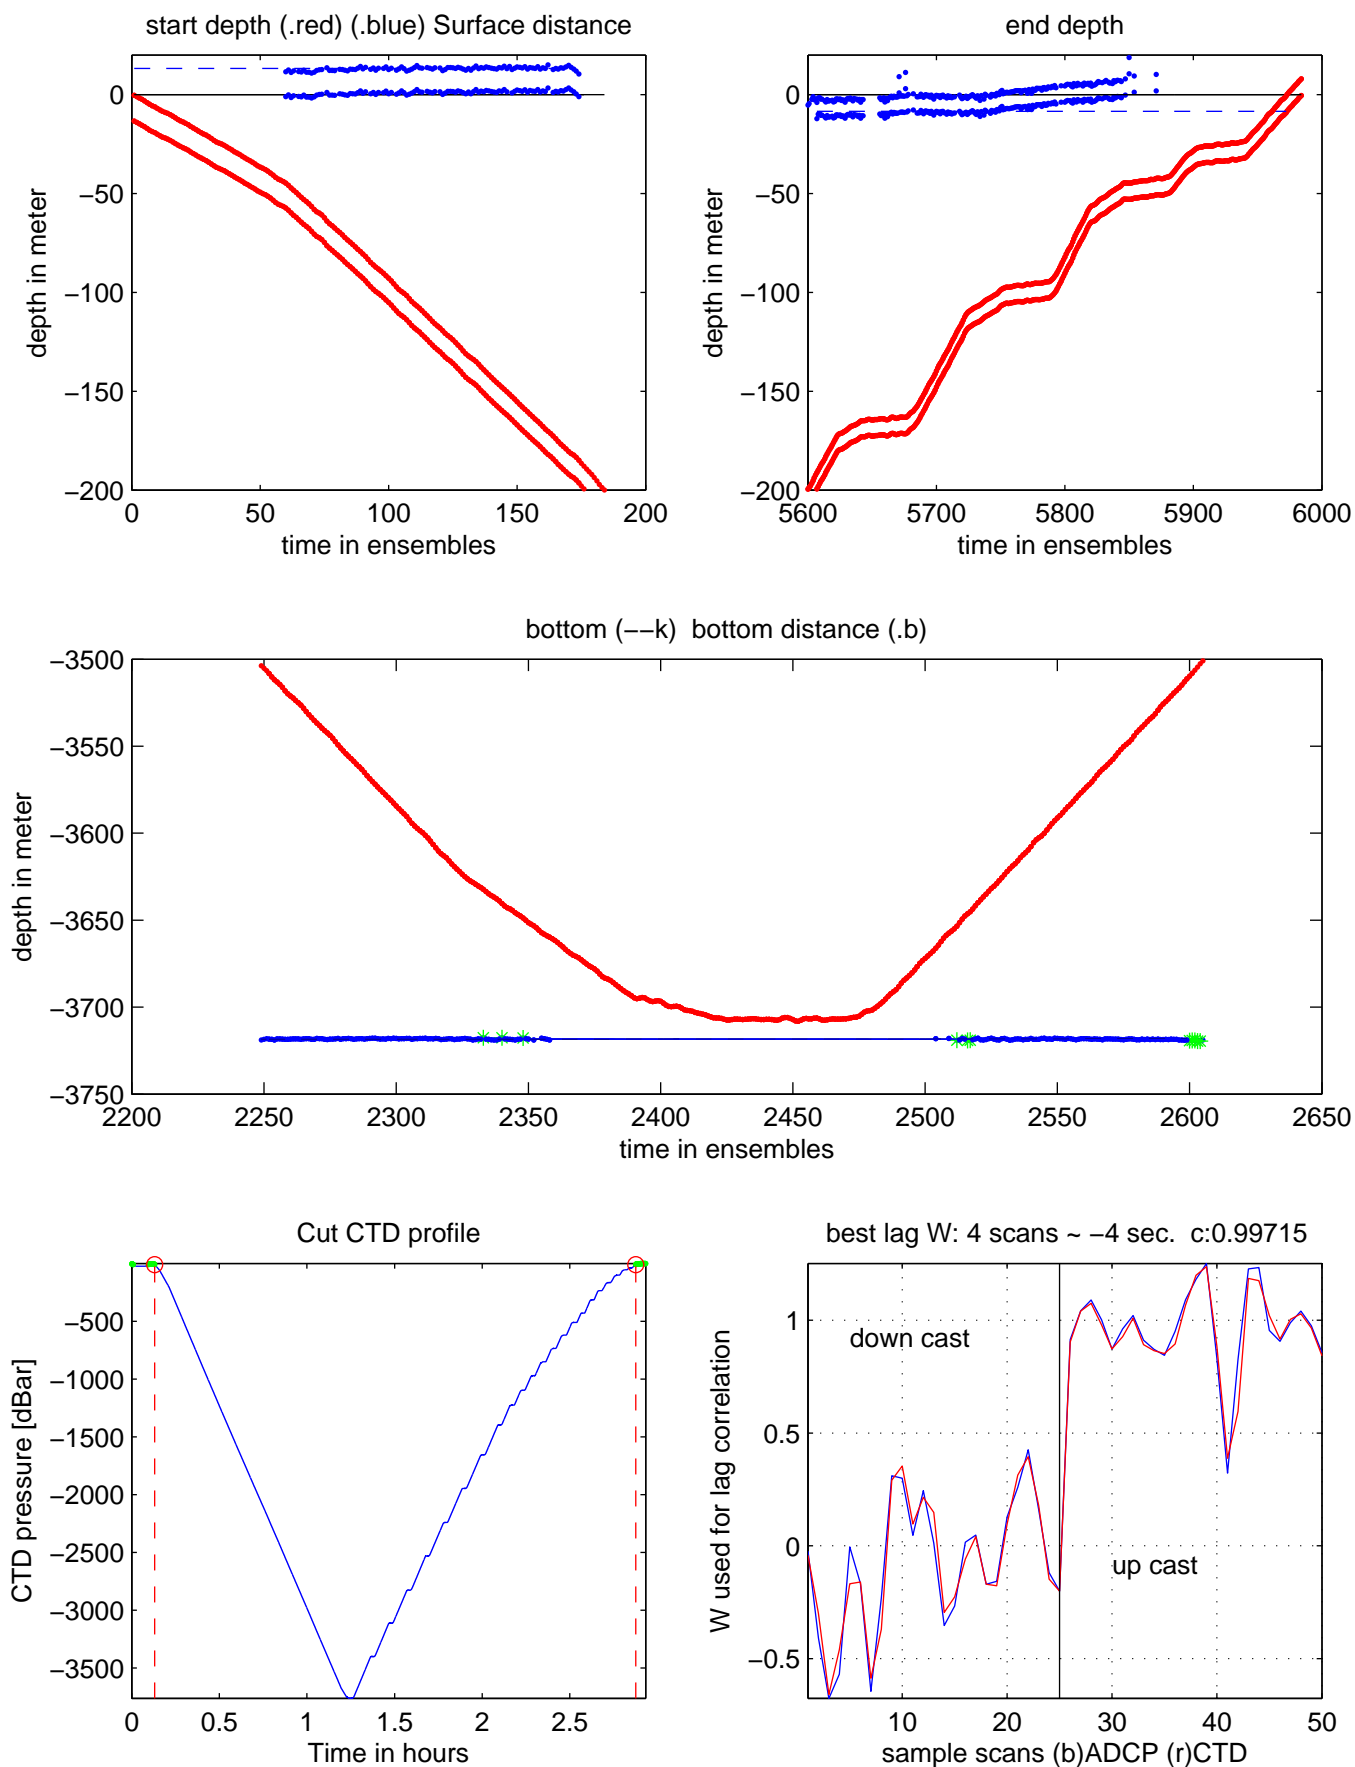 start depth (.red) (.blue) Surface distance
0
−50
−100
−150
−200
depth in meter
0 50 100 150 200
time in ensembles
end depth
0
−50
−100
−150
−200
depth in meter
5600 5700 5800 5900 6000
time in ensembles
bottom (−−k) bottom distance (.b)
−3500
−3550
−3600
−3650
−3700
−3750
depth in meter
2200 2250 2300 2350 2400 2450 2500 2550 2600 2650
time in ensembles
Cut CTD profile
−500
−1000
−1500
−2000
−2500
−3000
−3500
CTD pressure [dBar]
0 0.5 1 1.5 2 2.5
Time in hours
best lag W: 4 scans ~ −4 sec. c:0.99715
1
0.5
0
−0.5
W used for lag correlation
down cast
up cast
10 20 30 40 50
sample scans (b)ADCP (r)CTD